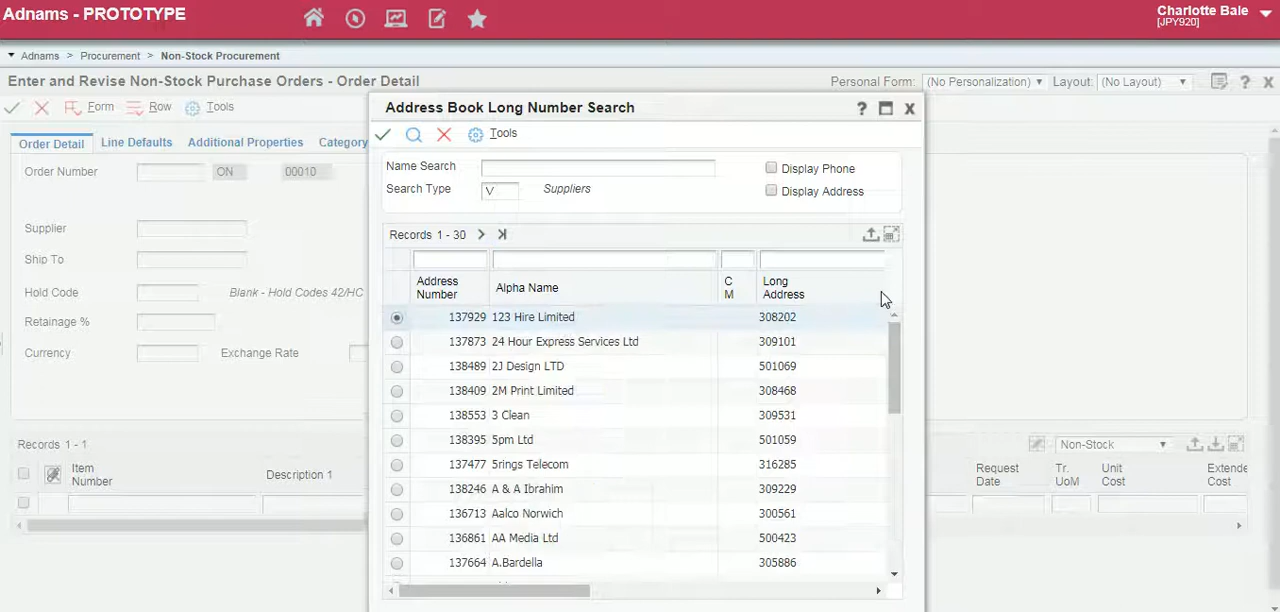 Adnams - PROTOTYPE
Charlotte Bale
[JPY920]
Adnams > Procurement > Non-Stock Procurement
Enter and Revise Non-Stock Purchase Orders - Order Detail
Personal Form: (No Personalization) Layout: (No Layout)
Form Row Tools
Order Detail Line Defaults Additional Properties Category
Order Number ON 00010
Supplier
Ship To
Hold Code Blank - Hold Codes 42/HC
Retainage %
Currency Exchange Rate
Records 1 - 1
Non-Stock
Item Number Description 1
Request Date Tr. UoM Unit Cost Extende Cost
Address Book Long Number Search
Tools
Name Search Display Phone
Search Type V Suppliers Display Address
Records 1 - 30
Address Number Alpha Name C M Long Address
137929 123 Hire Limited 308202
137873 24 Hour Express Services Ltd 309101
138489 2J Design LTD 501069
138409 2M Print Limited 308468
138553 3 Clean 309531
138395 5pm Ltd 501059
137477 5rings Telecom 316285
138246 A & A Ibrahim 309229
136713 Aalco Norwich 300561
136861 AA Media Ltd 500423
137664 A.Bardella 305886